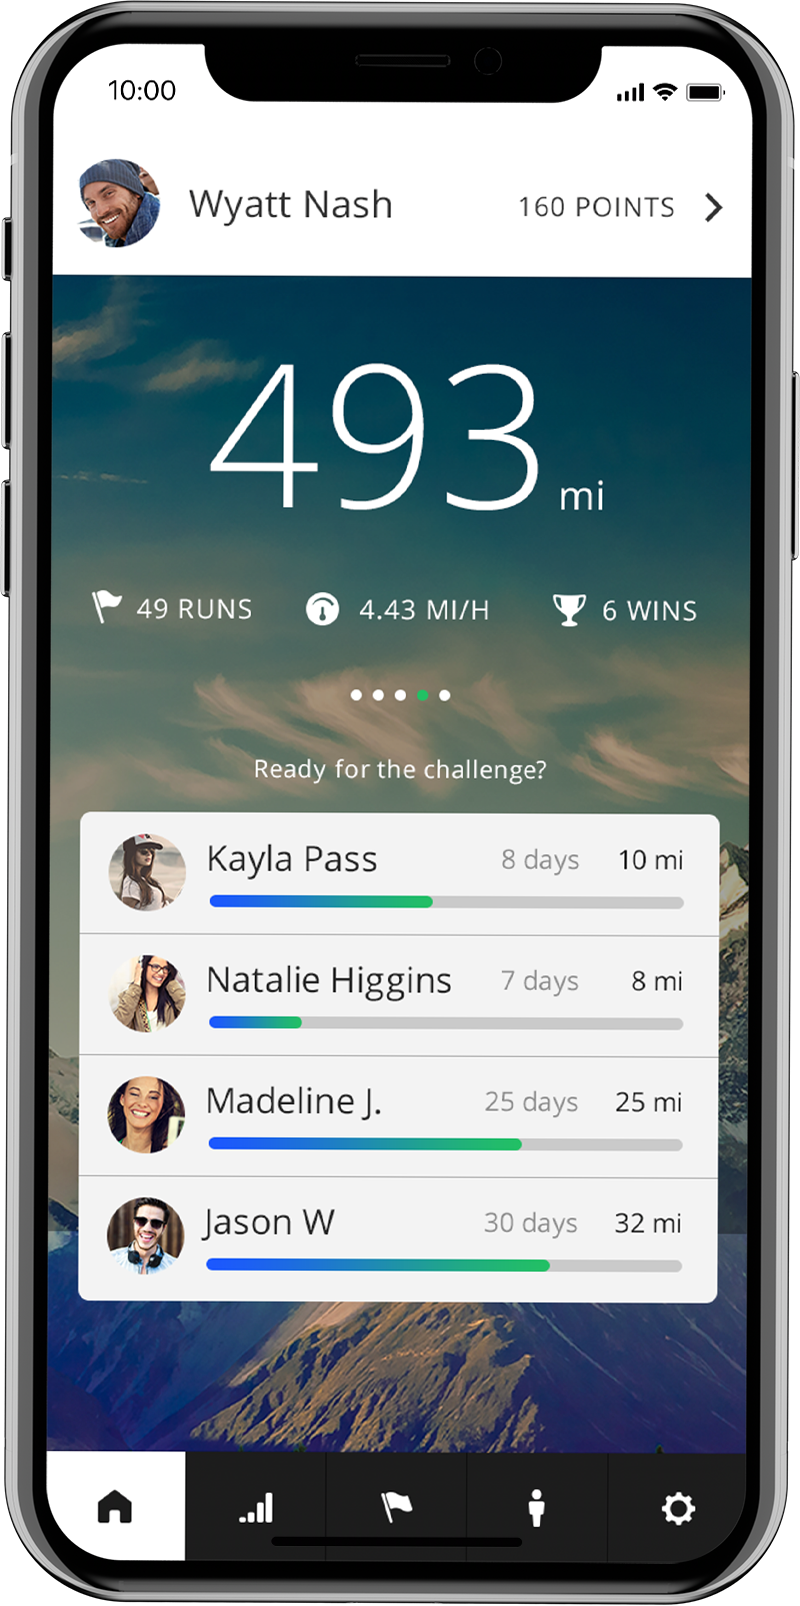 10:00
Wyatt Nash 160 POINTS
493 mi
49 RUNS 4.43 MI/H 6 WINS
Ready for the challenge?
Kayla Pass 8 days 10 mi
Natalie Higgins 7 days 8 mi
Madeline J. 25 days 25 mi
Jason W 30 days 32 mi